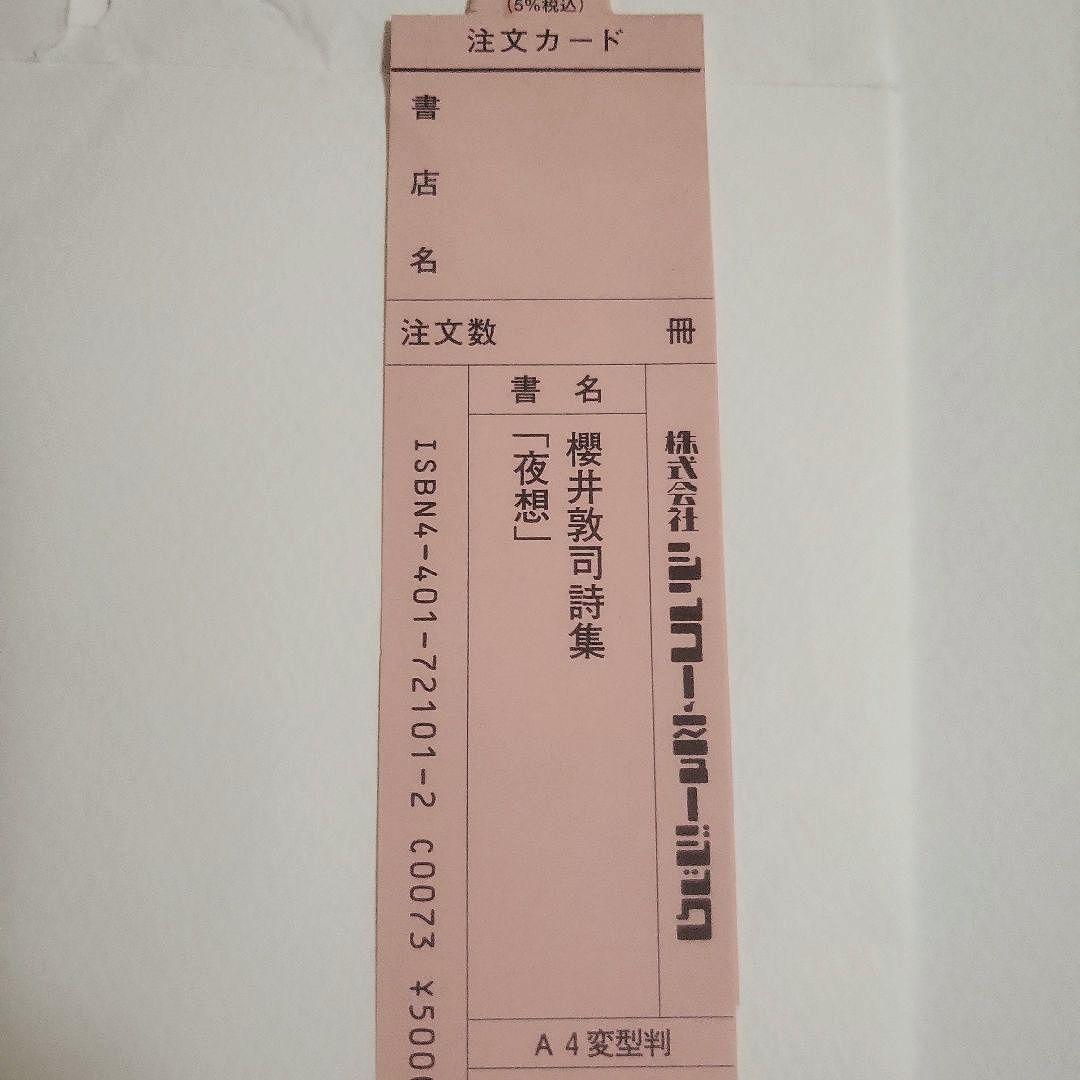 (5%税込)
注文カード
書店名
注文数 冊
書名
株式会社 シンコー・ミュージック
櫻井敦司詩集
「夜想」
ISBN4-401-72101-2 C0073 ¥500
A4変型判